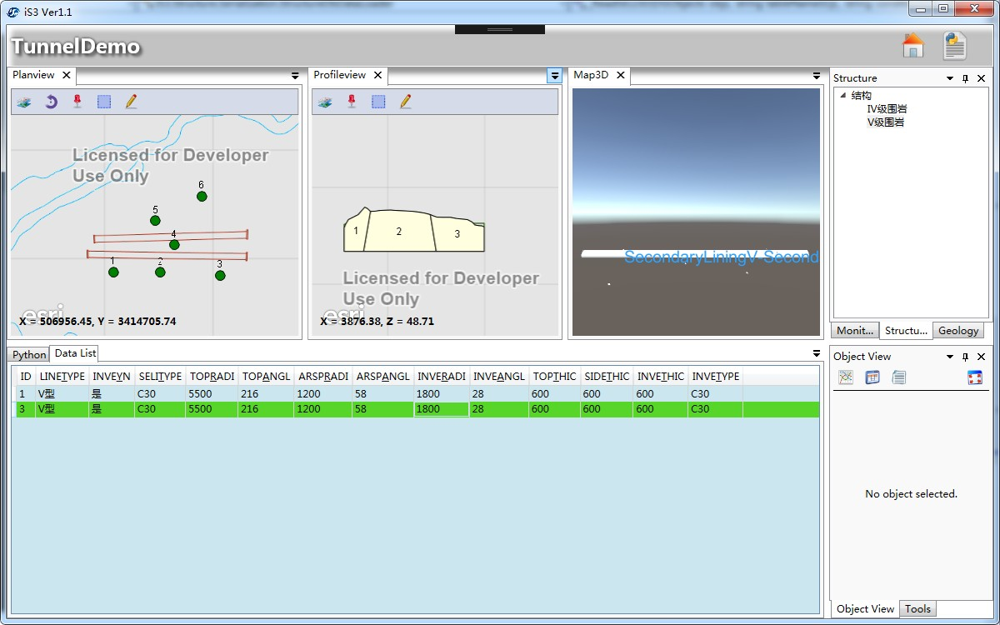 iS3 Ver1.1
TunnelDemo
Planview
Licensed for Developer
Use Only
6
5
4
1
2
3
esri
X = 506956.45, Y = 3414705.74
Profileview
1
2
3
Licensed for Developer
Use Only
esri
X = 3876.38, Z = 48.71
Map3D
SecondaryLiningV-Second
Structure
结构
IV级围岩
V级围岩
Monit... Structu... Geology
Python Data List
ID LINETYPE INVEYN SELITYPE TOPRADI TOPANGL ARSPRADI ARSPANGL INVERADI INVEANGL TOPTHIC SIDETHIC INVETHIC INVETYPE
1 V型 是 C30 5500 216 1200 58 1800 28 600 600 600 C30
3 V型 是 C30 5500 216 1200 58 1800 28 600 600 600 C30
Object View
No object selected.
Object View Tools